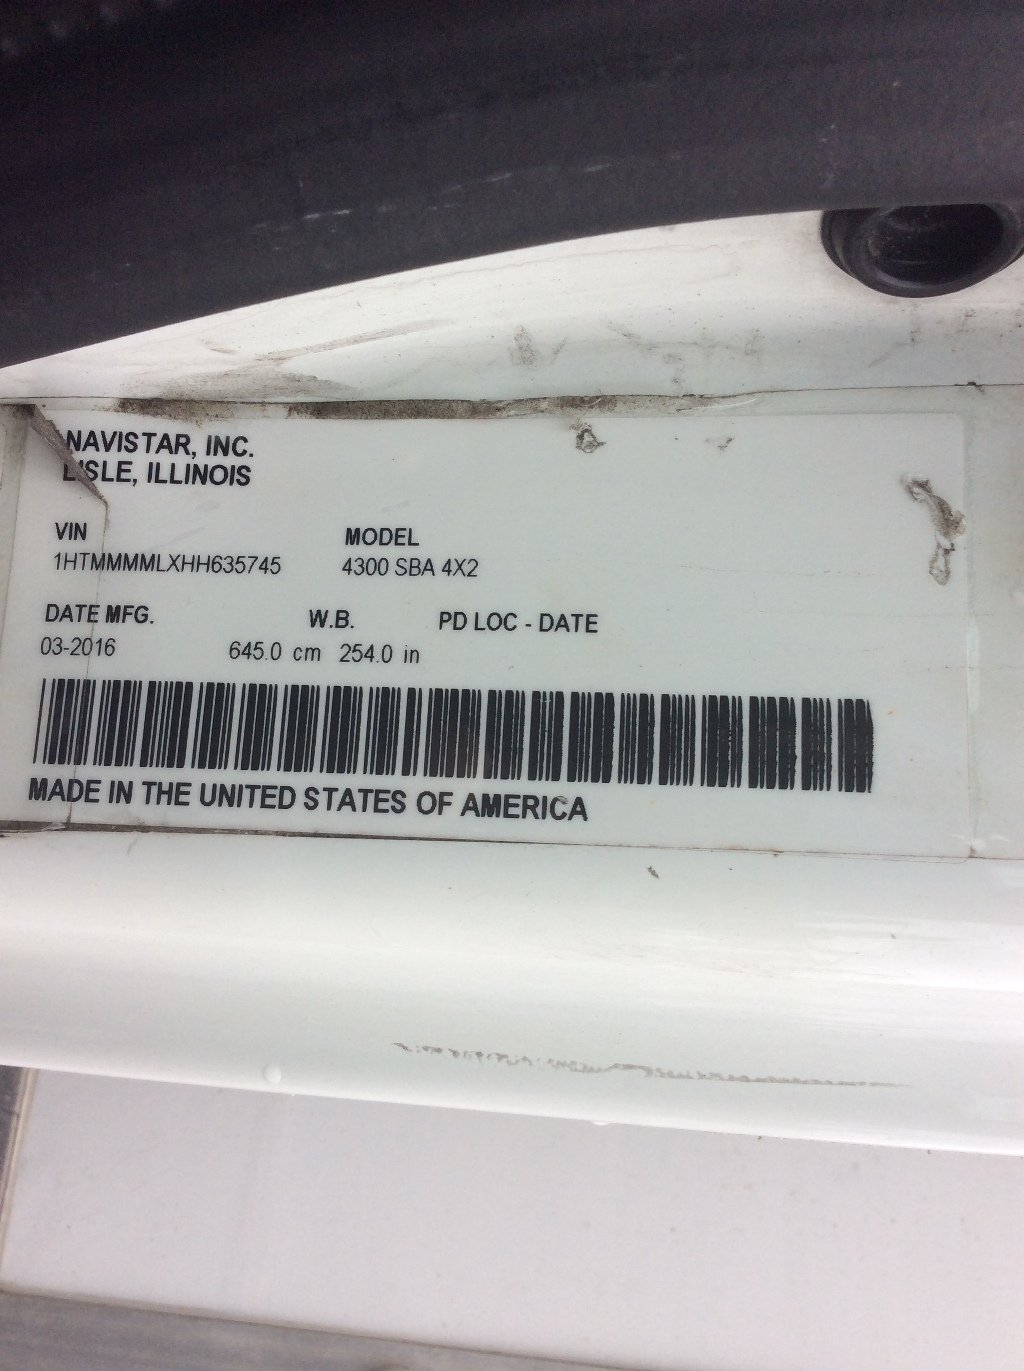 NAVISTAR, INC.
LISLE, ILLINOIS
VIN MODEL
1HTMMMMLXHH635745 4300 SBA 4X2
DATE MFG. W.B. PD LOC - DATE
03-2016 645.0 cm 254.0 in
MADE IN THE UNITED STATES OF AMERICA